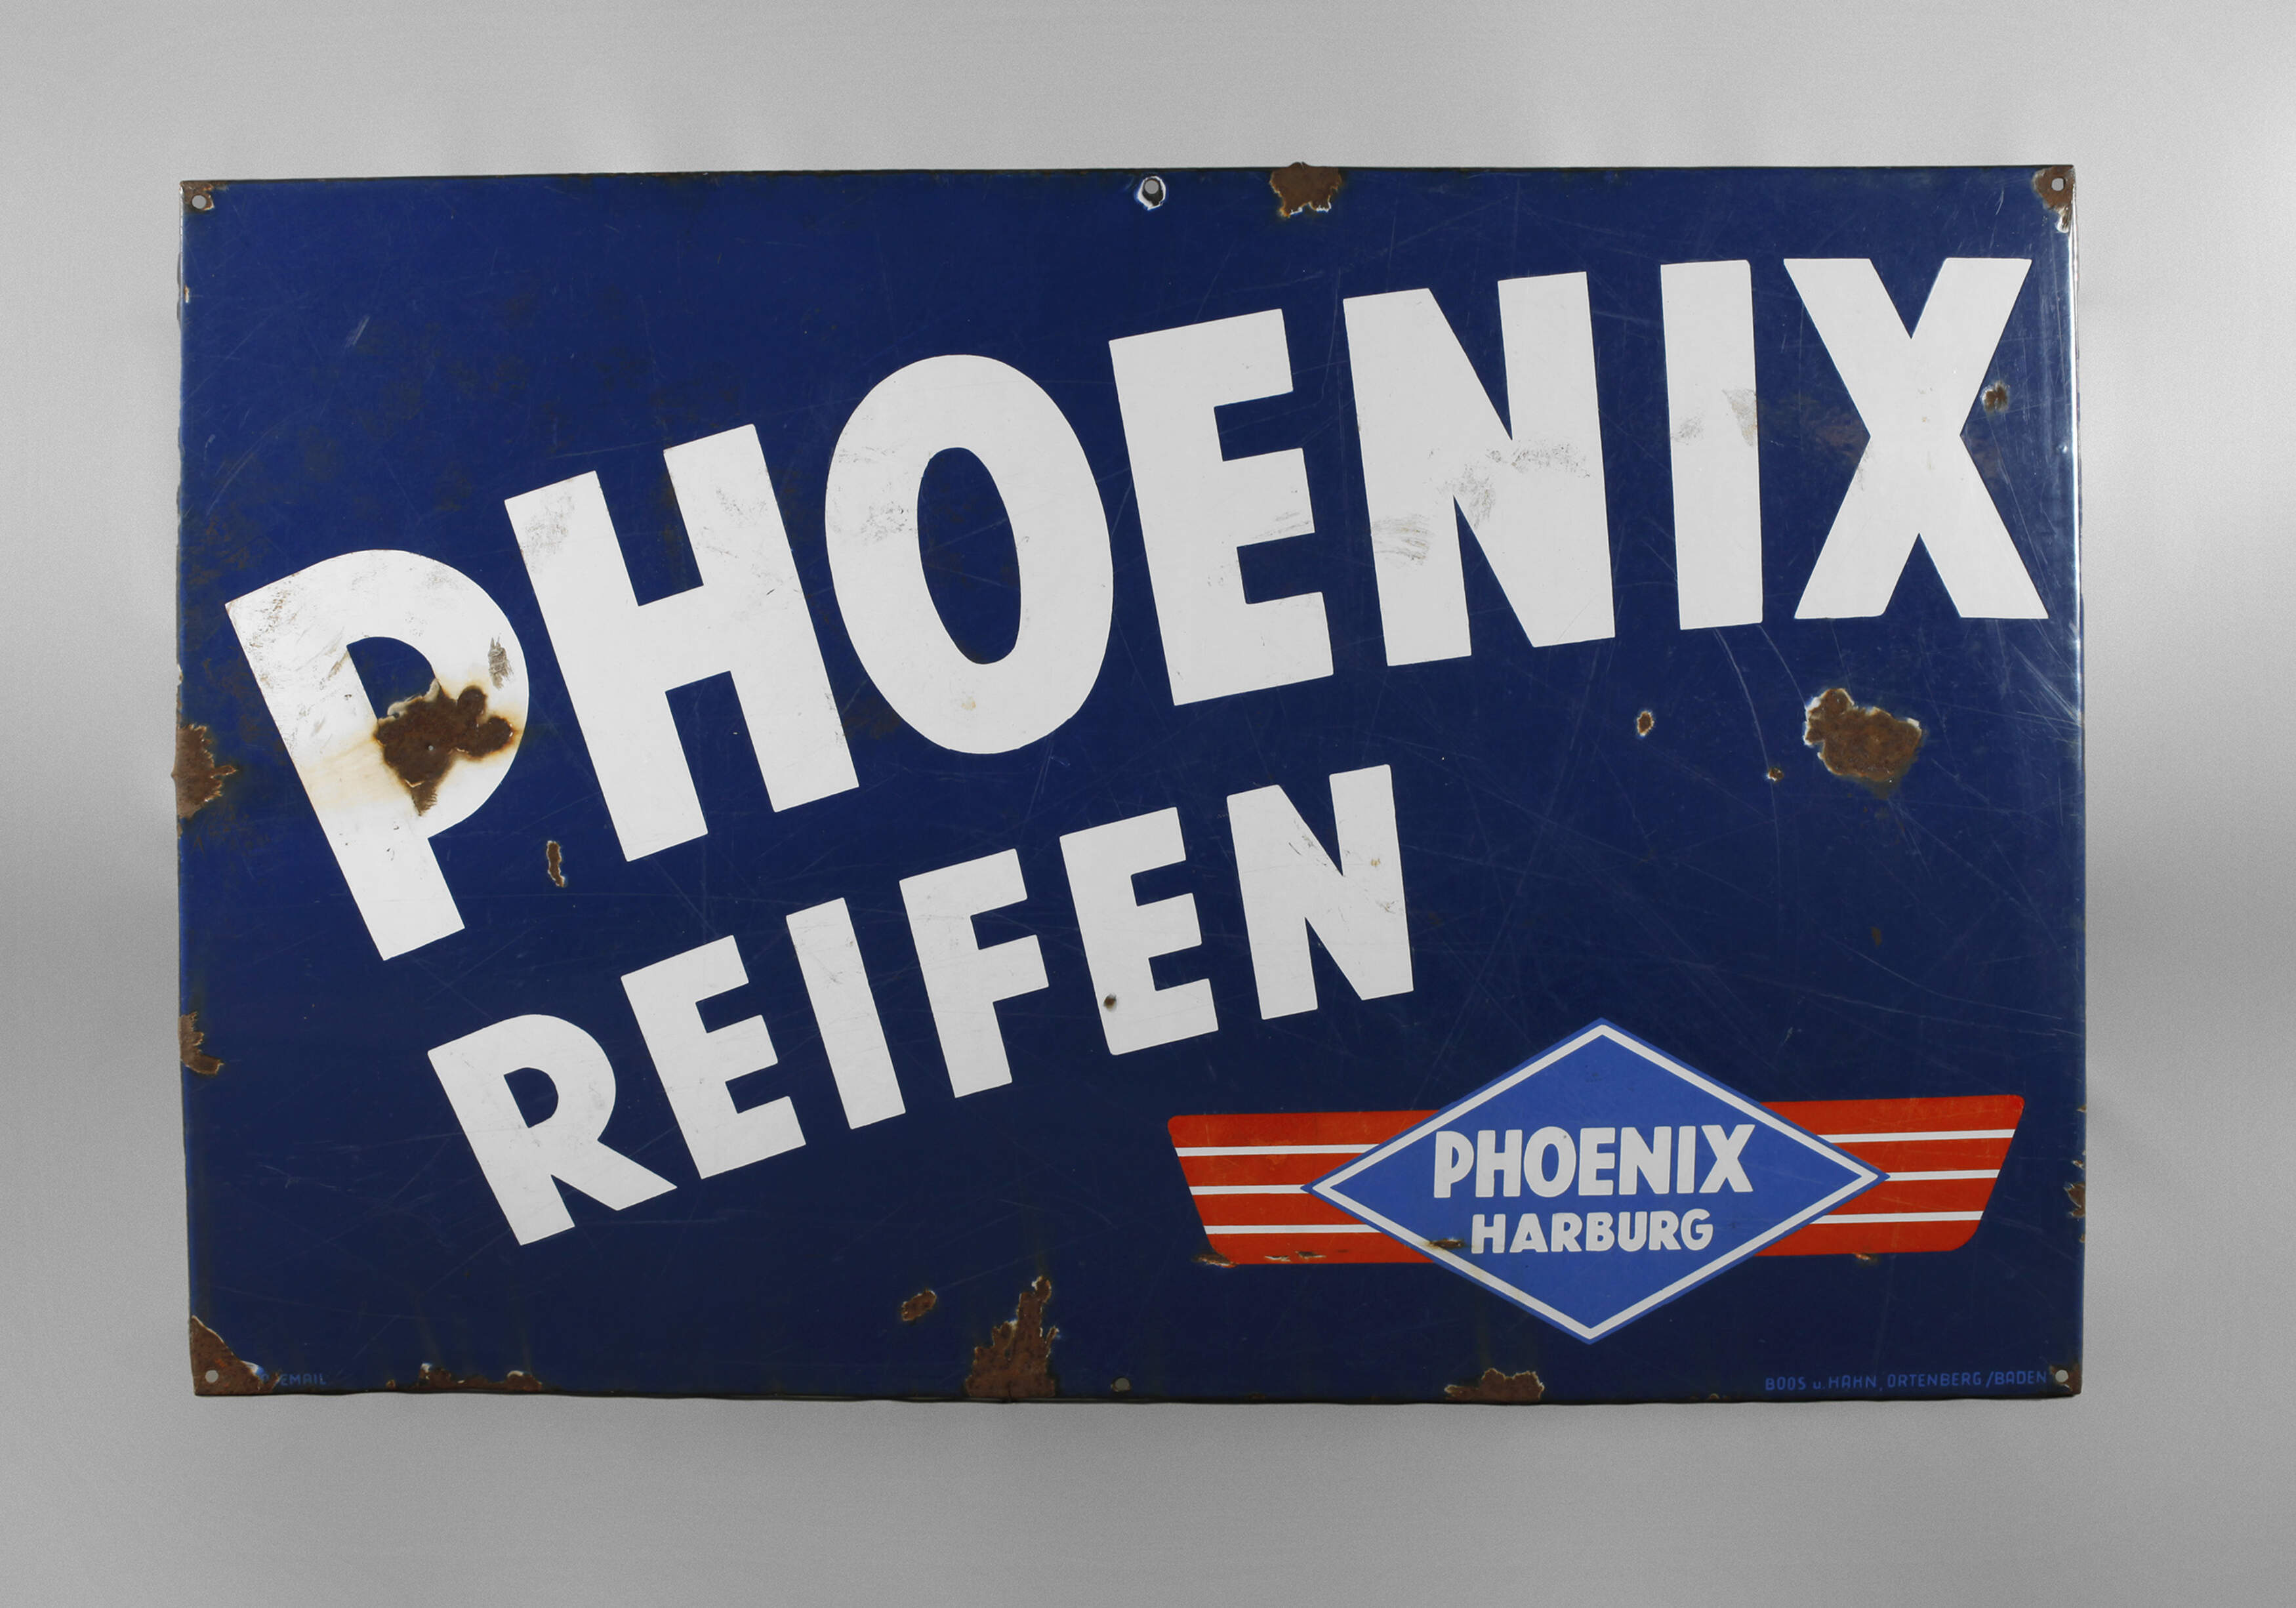 PHOENIX
REIFEN
PHOENIX
HARBURG
EMAIL
BOOS u. HAHN, ORTENBERG/BADEN